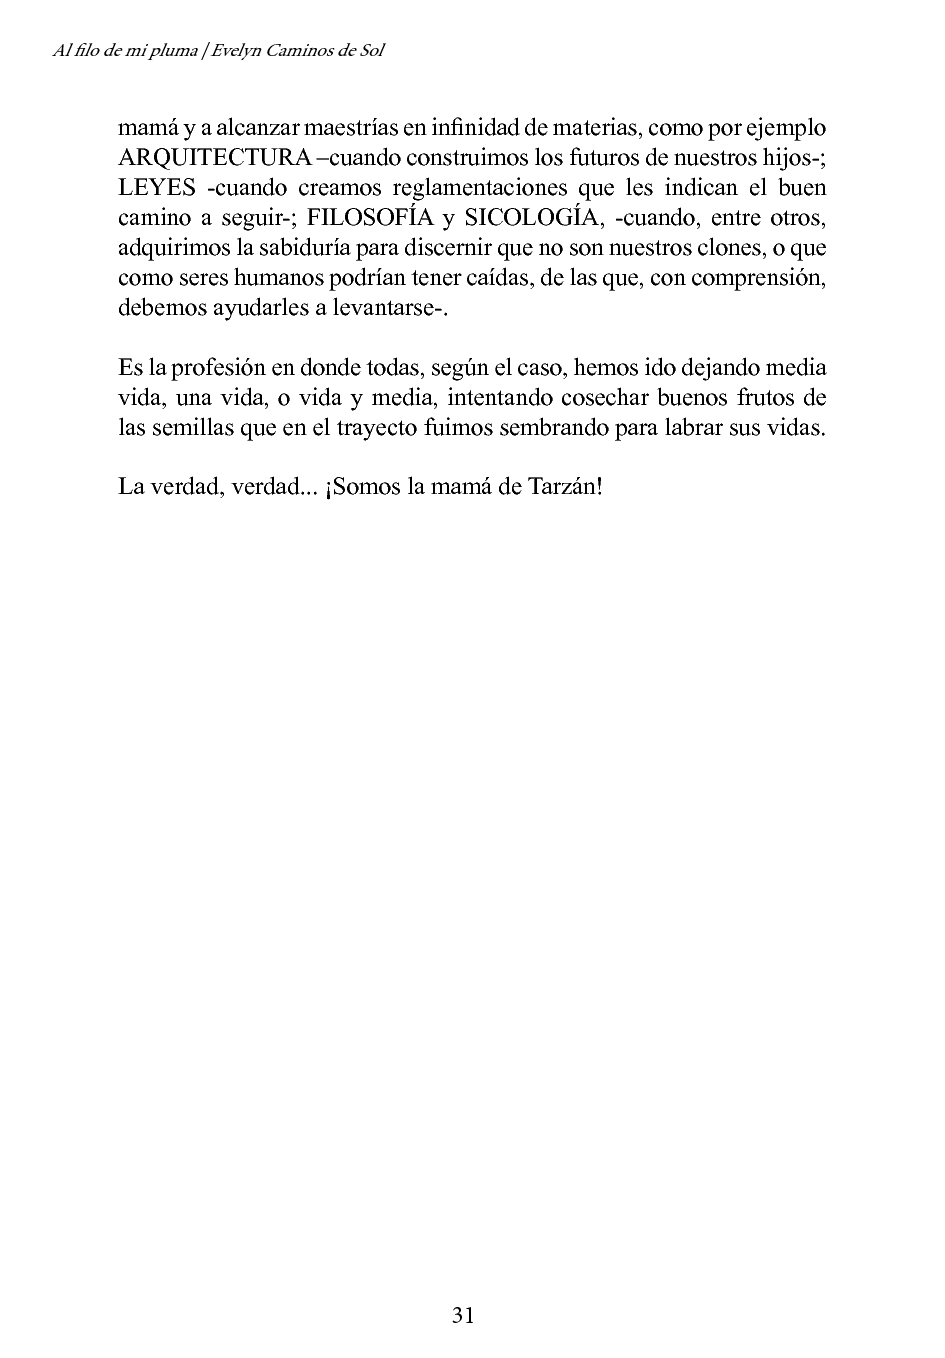 Al filo de mi pluma / Evelyn Caminos de Sol
mamá y a alcanzar maestrías en infinidad de materias, como por ejemplo
ARQUITECTURA –cuando construimos los futuros de nuestros hijos-;
LEYES -cuando creamos reglamentaciones que les indican el buen
camino a seguir-; FILOSOFÍA y SICOLOGÍA, -cuando, entre otros,
adquirimos la sabiduría para discernir que no son nuestros clones, o que
como seres humanos podrían tener caídas, de las que, con comprensión,
debemos ayudarles a levantarse-.
Es la profesión en donde todas, según el caso, hemos ido dejando media
vida, una vida, o vida y media, intentando cosechar buenos frutos de
las semillas que en el trayecto fuimos sembrando para labrar sus vidas.
La verdad, verdad... ¡Somos la mamá de Tarzán!
31